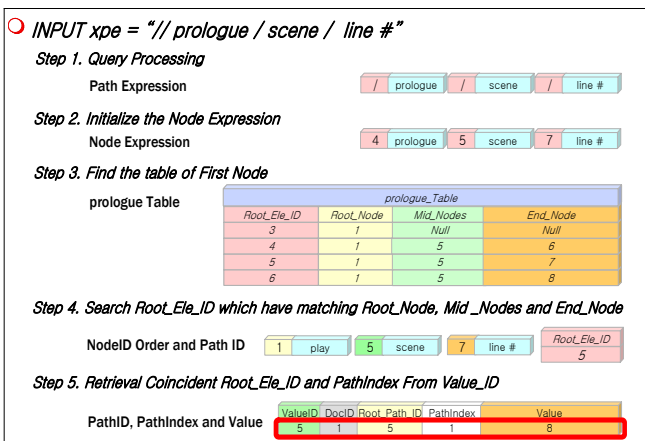 INPUT xpe = “// prologue / scene / line #”
Step 1. Query Processing
Path Expression / prologue / scene / line #
Step 2. Initialize the Node Expression
Node Expression 4 prologue 5 scene 7 line #
Step 3. Find the table of First Node
prologue Table
prologue_Table
Root_Ele_ID Root_Node Mid_Nodes End_Node
3 1 Null Null
4 1 5 6
5 1 5 7
6 1 5 8
Step 4. Search Root_Ele_ID which have matching Root_Node, Mid _Nodes and End_Node
NodeID Order and Path ID 1 play 5 scene 7 line # Root_Ele_ID
5
Step 5. Retrieval Coincident Root_Ele_ID and PathIndex From Value_ID
ValueID DocID Root_Path_ID PathIndex Value
PathID, PathIndex and Value 5 1 5 1 8